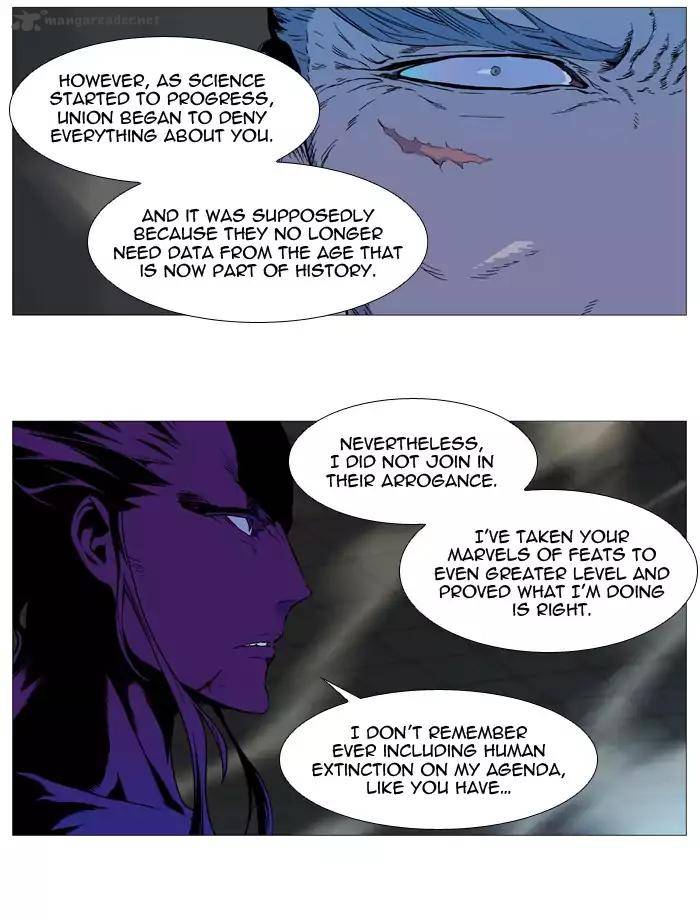 mangareader.net
HOWEVER, AS SCIENCE
STARTED TO PROGRESS,
UNION BEGAN TO DENY
EVERYTHING ABOUT YOU.
AND IT WAS SUPPOSEDLY
BECAUSE THEY NO LONGER
NEED DATA FROM THE AGE THAT
IS NOW PART OF HISTORY.
NEVERTHELESS,
I DID NOT JOIN IN
THEIR ARROGANCE.
I'VE TAKEN YOUR
MARVELS OF FEATS TO
EVEN GREATER LEVEL AND
PROVED WHAT I'M DOING
IS RIGHT.
I DON'T REMEMBER
EVER INCLUDING HUMAN
EXTINCTION ON MY AGENDA,
LIKE YOU HAVE...